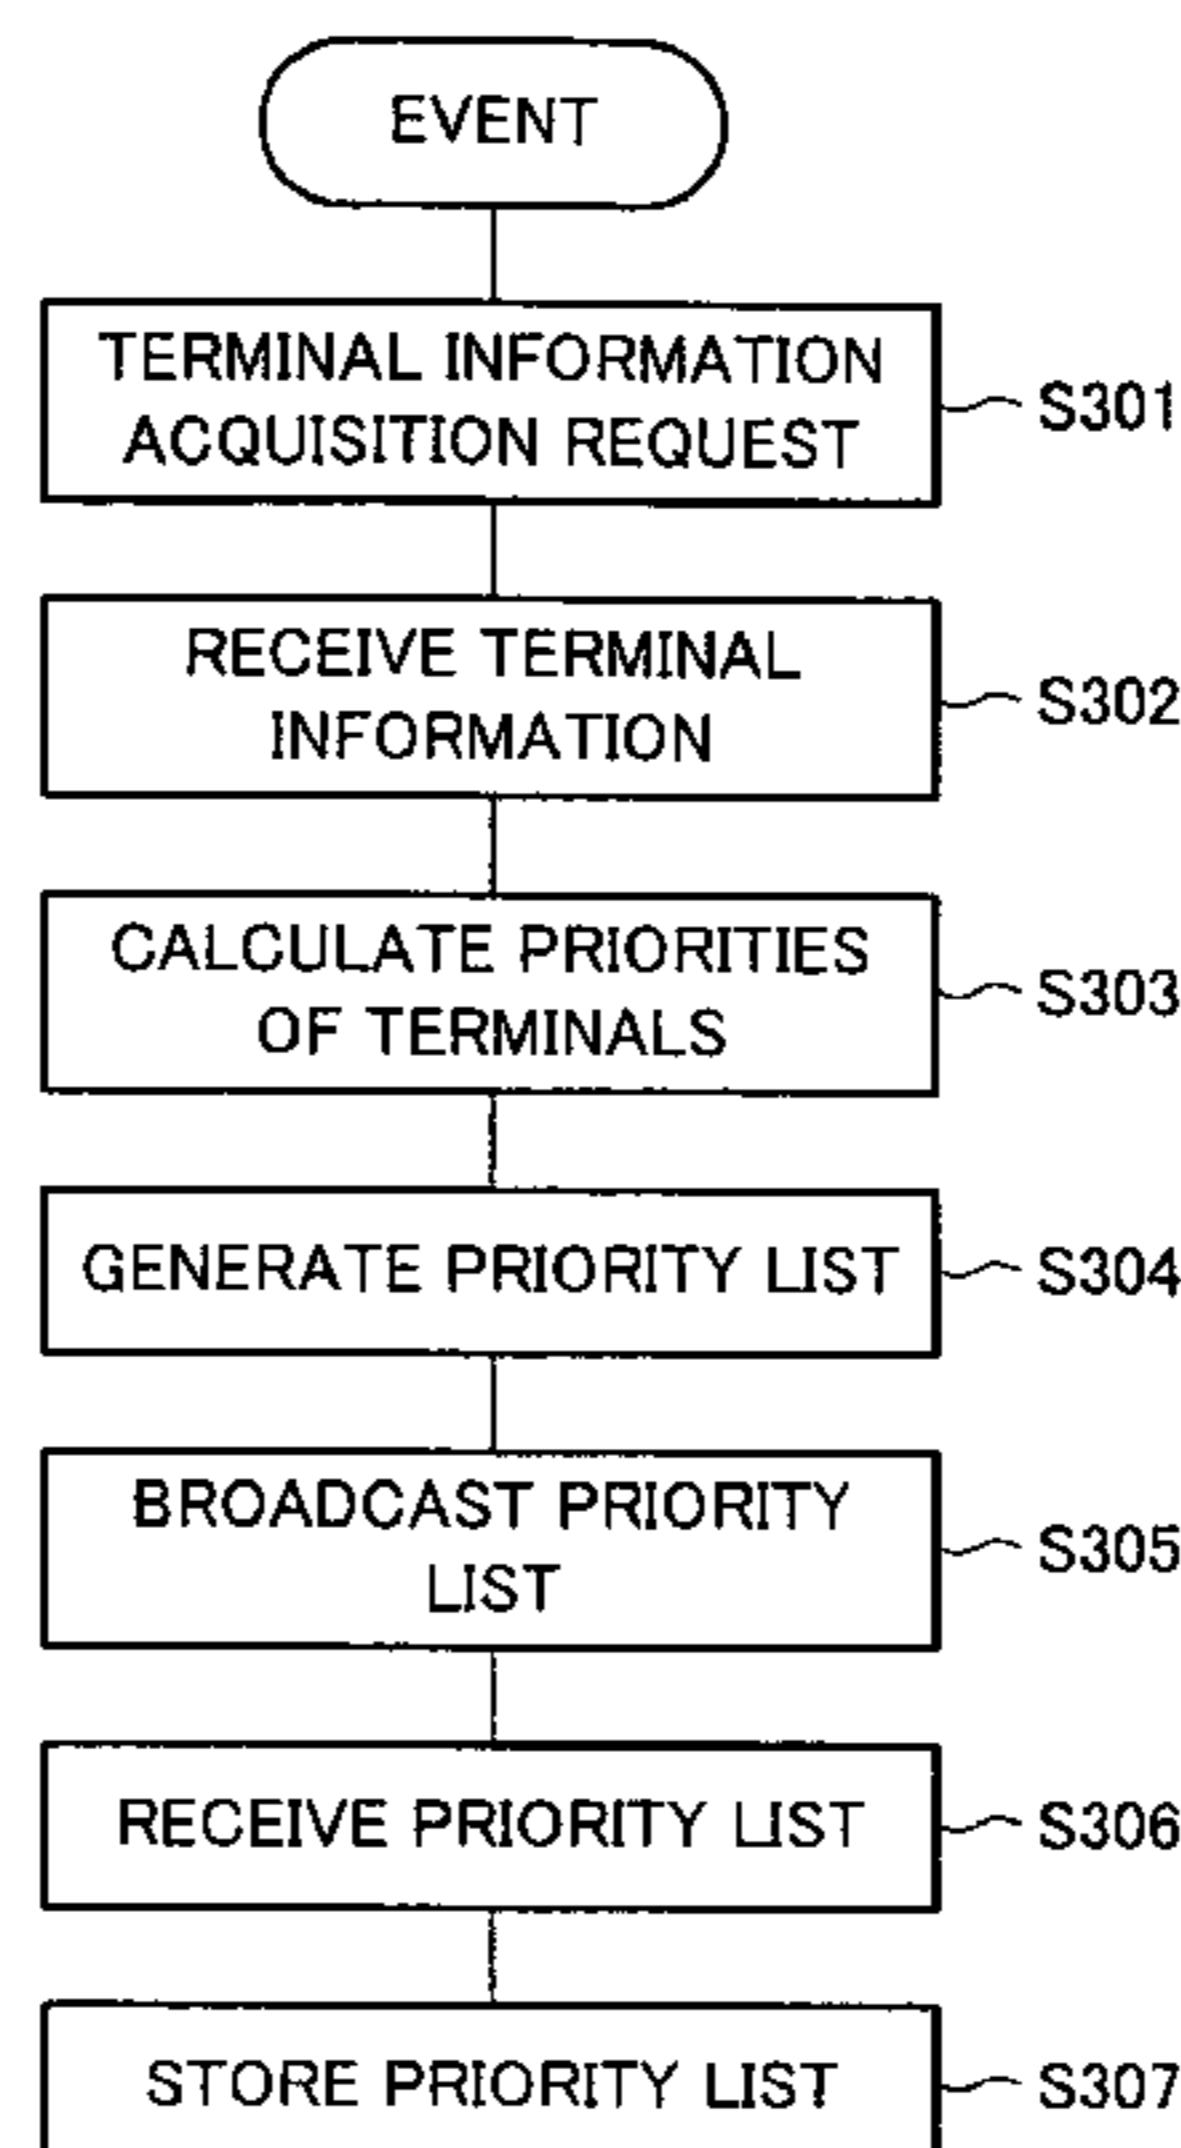 EVENT
TERMINAL INFORMATION
ACQUISITION REQUEST
S301
RECEIVE TERMINAL
INFORMATION
S302
CALCULATE PRIORITIES
OF TERMINALS
S303
GENERATE PRIORITY LIST
S304
BROADCAST PRIORITY
LIST
S305
RECEIVE PRIORITY LIST
S306
STORE PRIORITY LIST
S307